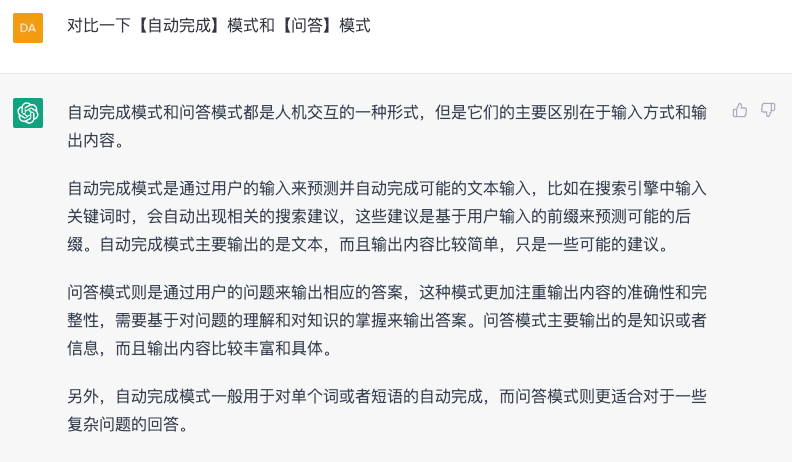 DA
对比一下【自动完成】模式和【问答】模式
自动完成模式和问答模式都是人机交互的一种形式，但是它们的主要区别在于输入方式和输
出内容。
自动完成模式是通过用户的输入来预测并自动完成可能的文本输入，比如在搜索引擎中输入
关键词时，会自动出现相关的搜索建议，这些建议是基于用户输入的前缀来预测可能的后
缀。自动完成模式主要输出的是文本，而且输出内容比较简单，只是一些可能的建议。
问答模式则是通过用户的问题来输出相应的答案，这种模式更加注重输出内容的准确性和完
整性，需要基于对问题的理解和对知识的掌握来输出答案。问答模式主要输出的是知识或者
信息，而且输出内容比较丰富和具体。
另外，自动完成模式一般用于对单个词或者短语的自动完成，而问答模式则更适合对于一些
复杂问题的回答。